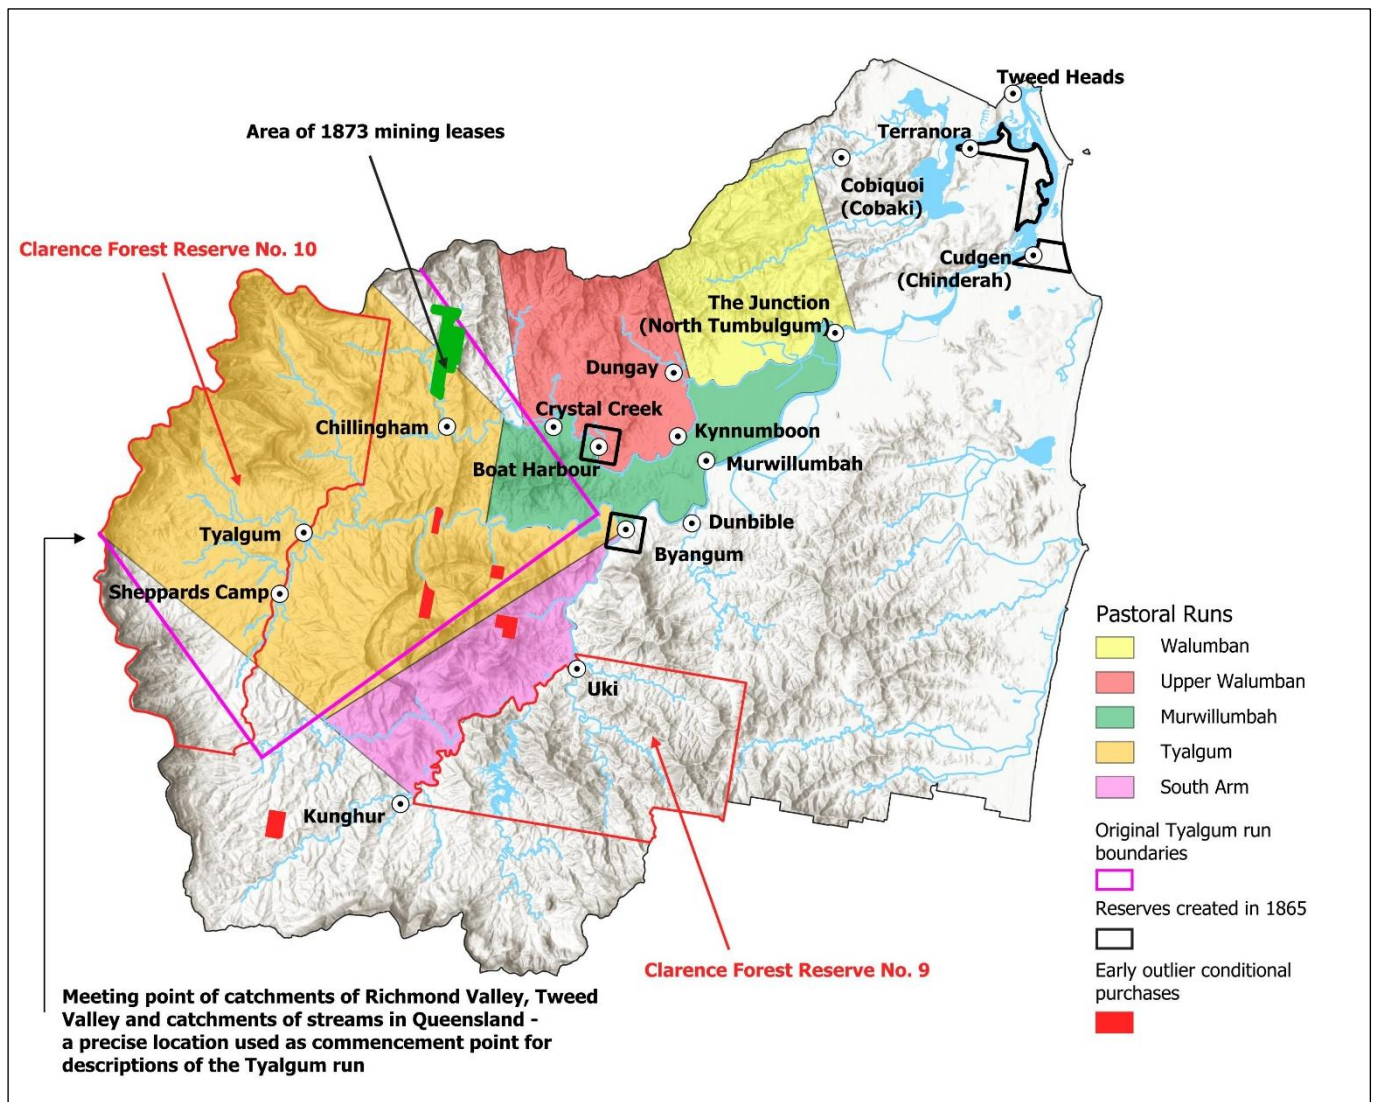 Tweed Heads
Area of 1873 mining leases
Terranora
Cobiquoi
(Cobaki)
Clarence Forest Reserve No. 10
Cudgen
(Chinderah)
The Junction
(North Tumbulgum)
Dungay
Crystal Creek
Chillingham
Kynnumboon
Boat Harbour
Murwillumbah
Tyalgum
Dunbible
Byangum
Sheppards Camp
Uki
Kunghur
Clarence Forest Reserve No. 9
Meeting point of catchments of Richmond Valley, Tweed
Valley and catchments of streams in Queensland -
a precise location used as commencement point for
descriptions of the Tyalgum run
Pastoral Runs
Walumban
Upper Walumban
Murwillumbah
Tyalgum
South Arm
Original Tyalgum run
boundaries
Reserves created in 1865
Early outlier conditional
purchases